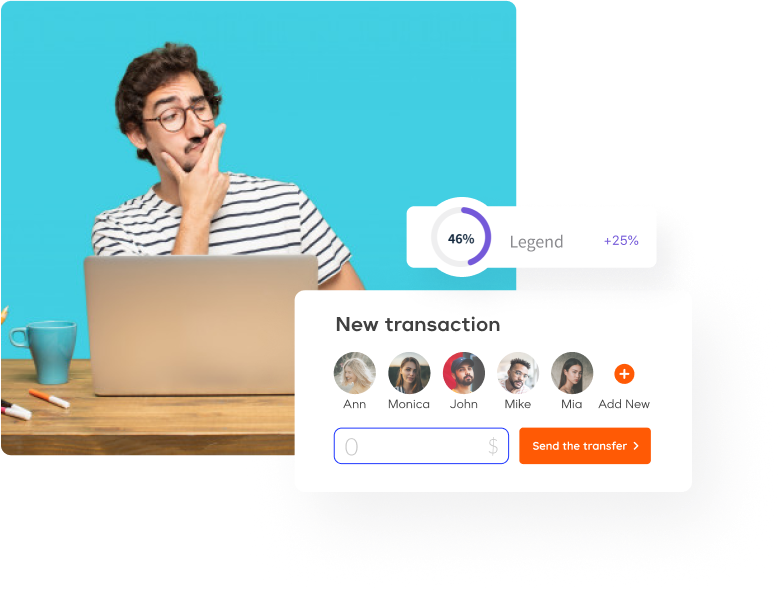 46%
Legend
+25%
New transaction
Ann
Monica
John
Mike
Mia
Add New
0
$
Send the transfer